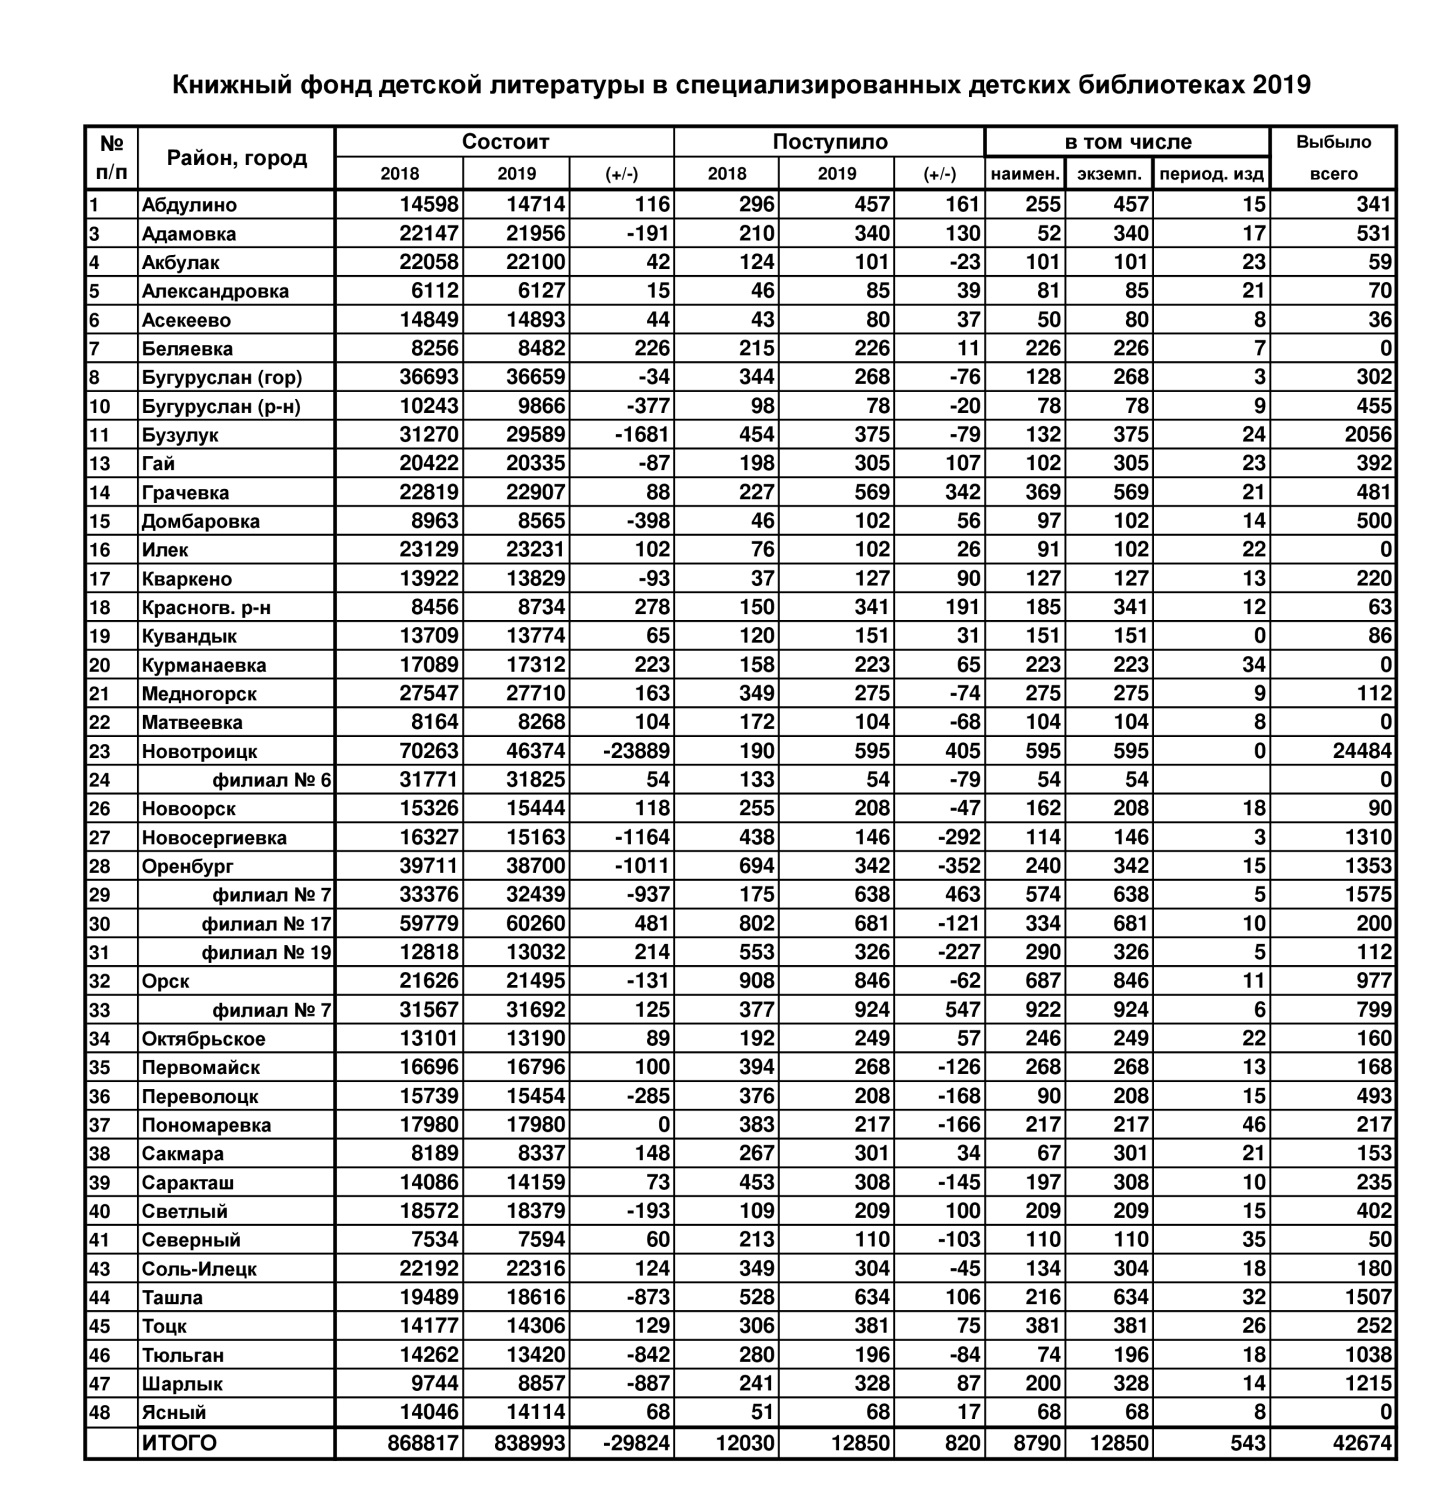 Книжный фонд детской литературы в специализированных детских библиотеках 2019
№ п/п Район, город Состоит Поступило в том числе Выбыло
2018 2019 (+/-) 2018 2019 (+/-) наимен. экземп. период. изд всего
1 Абдулино 14598 14714 116 296 457 161 255 457 15 341
3 Адамовка 22147 21956 -191 210 340 130 52 340 17 531
4 Акбулак 22058 22100 42 124 101 -23 101 101 23 59
5 Александровка 6112 6127 15 46 85 39 81 85 21 70
6 Асекеево 14849 14893 44 43 80 37 50 80 8 36
7 Беляевка 8256 8482 226 215 226 11 226 226 7 0
8 Бугуруслан (гор) 36693 36659 -34 344 268 -76 128 268 3 302
10 Бугуруслан (р-н) 10243 9866 -377 98 78 -20 78 78 9 455
11 Бузулук 31270 29589 -1681 454 375 -79 132 375 24 2056
13 Гай 20422 20335 -87 198 305 107 102 305 23 392
14 Грачевка 22819 22907 88 227 569 342 369 569 21 481
15 Домбаровка 8963 8565 -398 46 102 56 97 102 14 500
16 Илек 23129 23231 102 76 102 26 91 102 22 0
17 Кваркено 13922 13829 -93 37 127 90 127 127 13 220
18 Красногв. р-н 8456 8734 278 150 341 191 185 341 12 63
19 Кувандык 13709 13774 65 120 151 31 151 151 0 86
20 Курманаевка 17089 17312 223 158 223 65 223 223 34 0
21 Медногорск 27547 27710 163 349 275 -74 275 275 9 112
22 Матвеевка 8164 8268 104 172 104 -68 104 104 8 0
23 Новотроицк 70263 46374 -23889 190 595 405 595 595 0 24484
24 филиал № 6 31771 31825 54 133 54 -79 54 54 0
26 Новоорск 15326 15444 118 255 208 -47 162 208 18 90
27 Новосергиевка 16327 15163 -1164 438 146 -292 114 146 3 1310
28 Оренбург 39711 38700 -1011 694 342 -352 240 342 15 1353
29 филиал № 7 33376 32439 -937 175 638 463 574 638 5 1575
30 филиал № 17 59779 60260 481 802 681 -121 334 681 10 200
31 филиал № 19 12818 13032 214 553 326 -227 290 326 5 112
32 Орск 21626 21495 -131 908 846 -62 687 846 11 977
33 филиал № 7 31567 31692 125 377 924 547 922 924 6 799
34 Октябрьское 13101 13190 89 192 249 57 246 249 22 160
35 Первомайск 16696 16796 100 394 268 -126 268 268 13 168
36 Переволоцк 15739 15454 -285 376 208 -168 90 208 15 493
37 Пономаревка 17980 17980 0 383 217 -166 217 217 46 217
38 Сакмара 8189 8337 148 267 301 34 67 301 21 153
39 Саракташ 14086 14159 73 453 308 -145 197 308 10 235
40 Светлый 18572 18379 -193 109 209 100 209 209 15 402
41 Северный 7534 7594 60 213 110 -103 110 110 35 50
43 Соль-Илецк 22192 22316 124 349 304 -45 134 304 18 180
44 Ташла 19489 18616 -873 528 634 106 216 634 32 1507
45 Тоцк 14177 14306 129 306 381 75 381 381 26 252
46 Тюльган 14262 13420 -842 280 196 -84 74 196 18 1038
47 Шарлык 9744 8857 -887 241 328 87 200 328 14 1215
48 Ясный 14046 14114 68 51 68 17 68 68 8 0
ИТОГО 868817 838993 -29824 12030 12850 820 8790 12850 543 42674